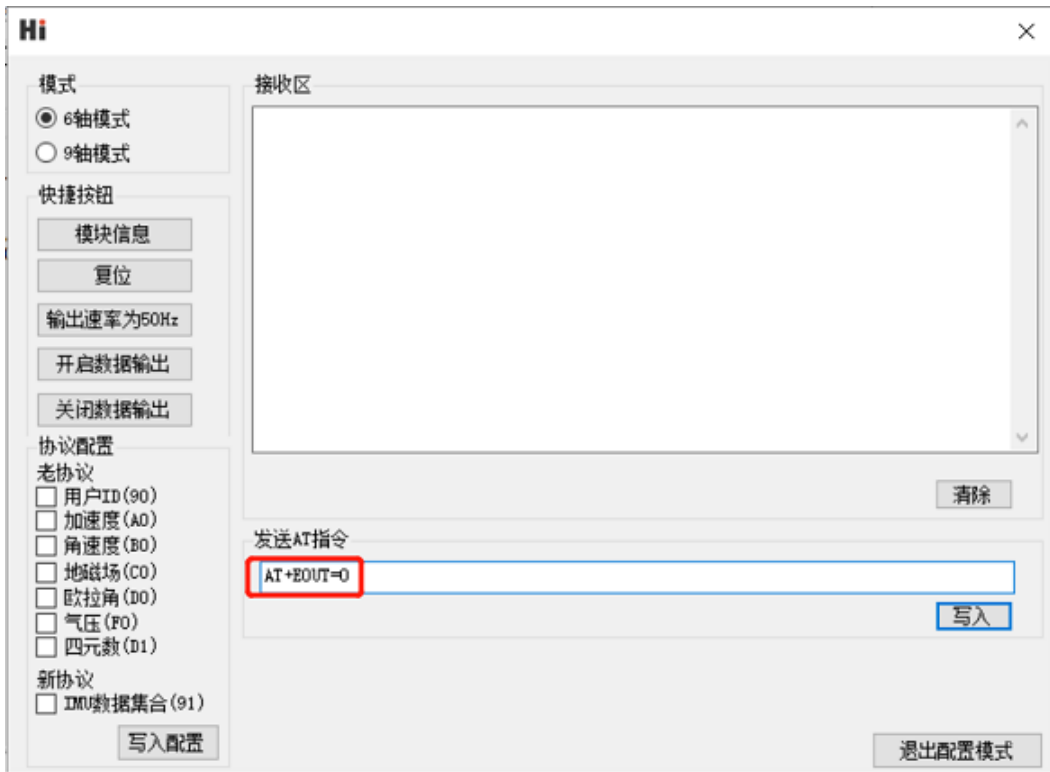 Hi
模式
6轴模式
9轴模式
快捷按钮
模块信息
复位
输出速率为50Hz
开启数据输出
关闭数据输出
协议配置
老协议
用户ID(90)
加速度(A0)
角速度(B0)
地磁场(C0)
欧拉角(D0)
气压(F0)
四元数(D1)
新协议
IMU数据集合(91)
写入配置
接收区
清除
发送AT指令
AT+EOUT=0
写入
退出配置模式